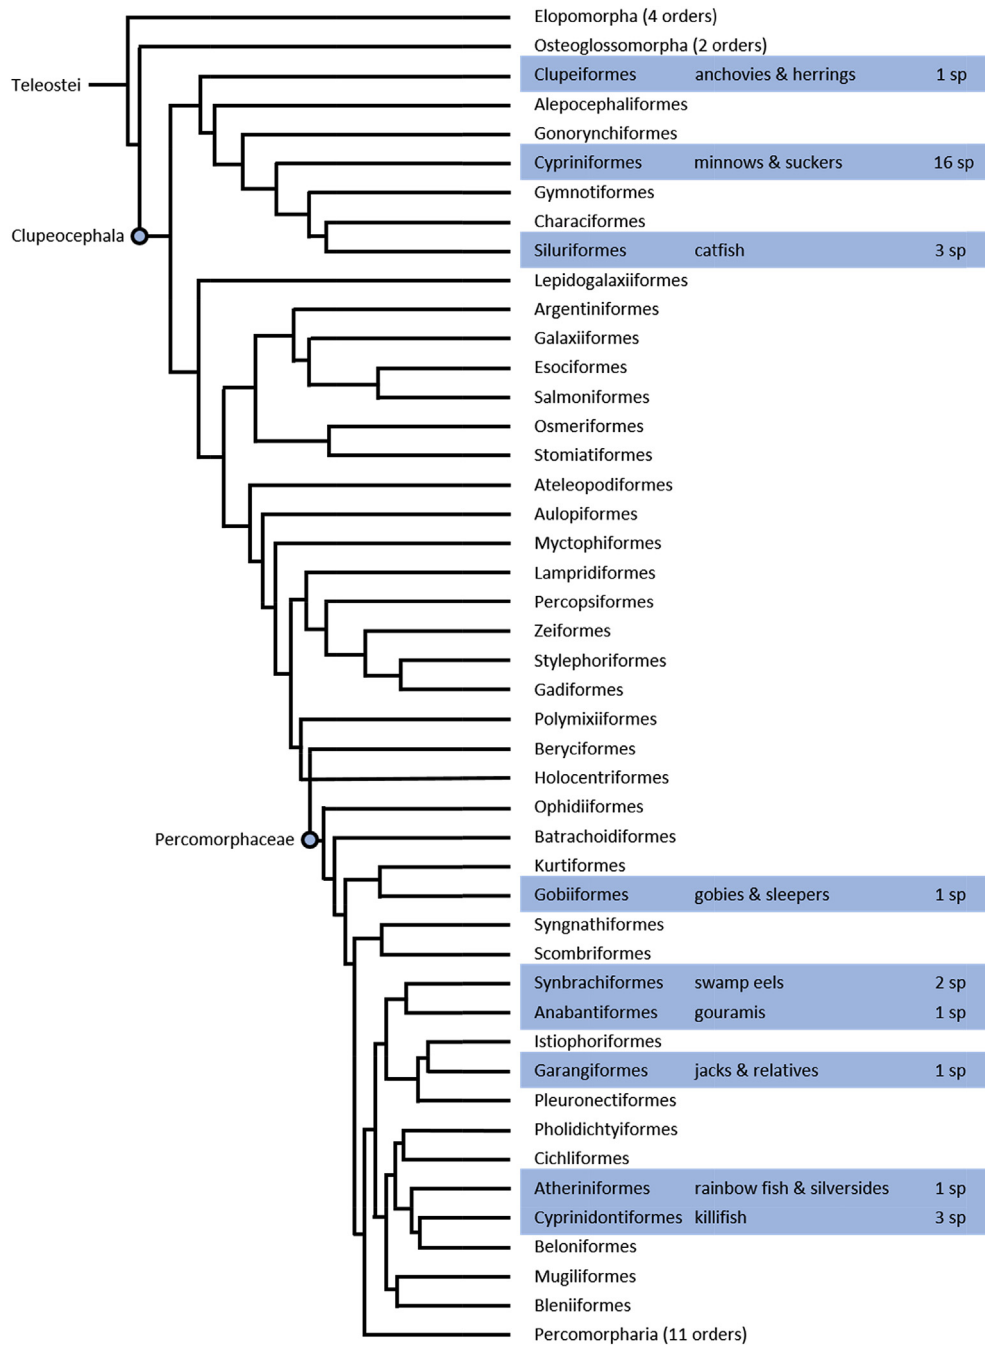 Elopomorpha (4 orders)
Osteoglossomorpha (2 orders)
Clupeiformes anchovies & herrings 1 sp
Teleostei
Alepocephaliformes
Gonorynchiformes
Cypriniformes minnows & suckers 16 sp
Gymnotiformes
Characiformes
Clupeocephala
Siluriformes catfish 3 sp
Lepidogalaxiiformes
Argentiniformes
Galaxiiformes
Esociformes
Salmoniformes
Osmeriformes
Stomiatiformes
Ateleopodiformes
Aulopiformes
Myctophiformes
Lampridiformes
Percopsiformes
Zeiformes
Stylephoriformes
Gadiformes
Polymixiiformes
Beryciformes
Holocentriformes
Ophidiiformes
Batrachoidiformes
Percomorphaceae
Kurtiformes
Gobiiformes gobies & sleepers 1 sp
Syngnathiformes
Scombriformes
Synbrachiformes swamp eels 2 sp
Anabantiformes gouramis 1 sp
Istiophoriformes
Garangiformes jacks & relatives 1 sp
Pleuronectiformes
Pholidichtyiformes
Cichliformes
Atheriniformes rainbow fish & silversides 1 sp
Cyprinidontiformes killifish 3 sp
Beloniformes
Mugiliformes
Bleniiformes
Percomorpharia (11 orders)